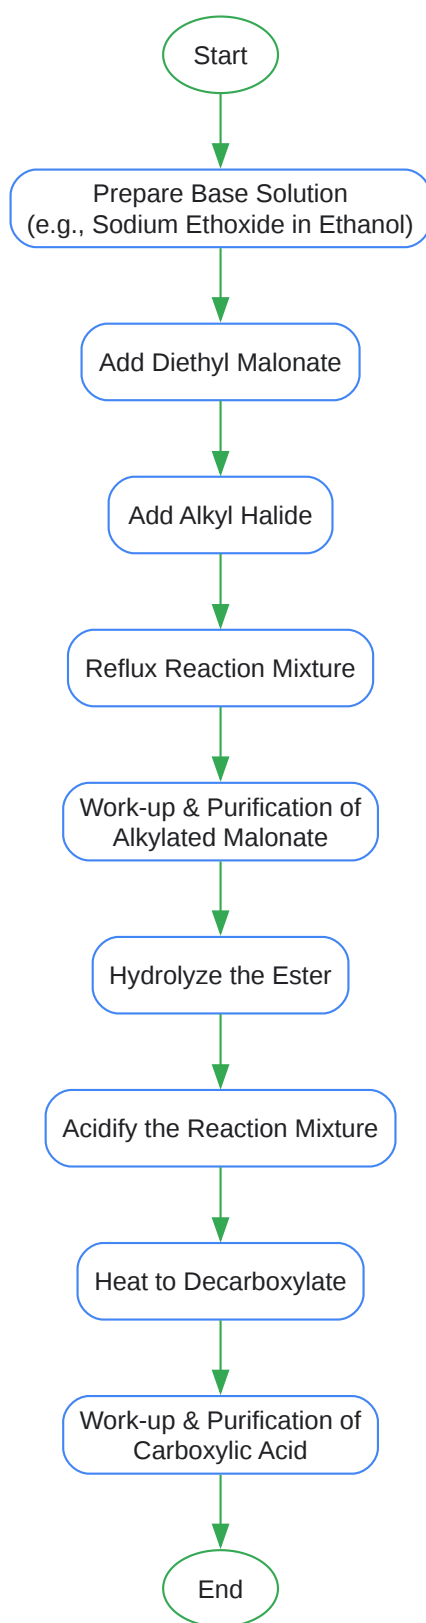 Start
Prepare Base Solution
(e.g., Sodium Ethoxide in Ethanol)
Add Diethyl Malonate
Add Alkyl Halide
Reflux Reaction Mixture
Work-up & Purification of
Alkylated Malonate
Hydrolyze the Ester
Acidify the Reaction Mixture
Heat to Decarboxylate
Work-up & Purification of
Carboxylic Acid
End